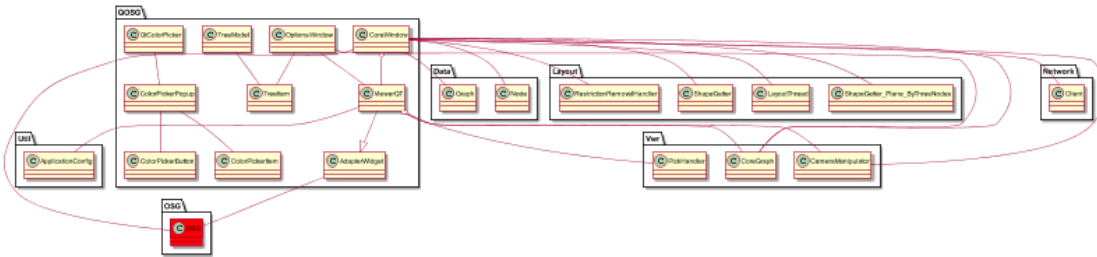 QOSG
QtColorPicker
TreeModel
OptionsWindow
CoreWindow
Data
Graph
Node
Layout
RestrictionRemovalHandler
ShapeGetter
LayoutThread
ShapeGetter_Plane_ByThreeNodes
Network
Client
ColorPickerPopup
TreeItem
ViewerQT
Util
ApplicationConfig
ColorPickerButton
ColorPickerItem
AdapterWidget
Vwr
PickHandler
CoreGraph
CameraManipulator
OSG
OSG